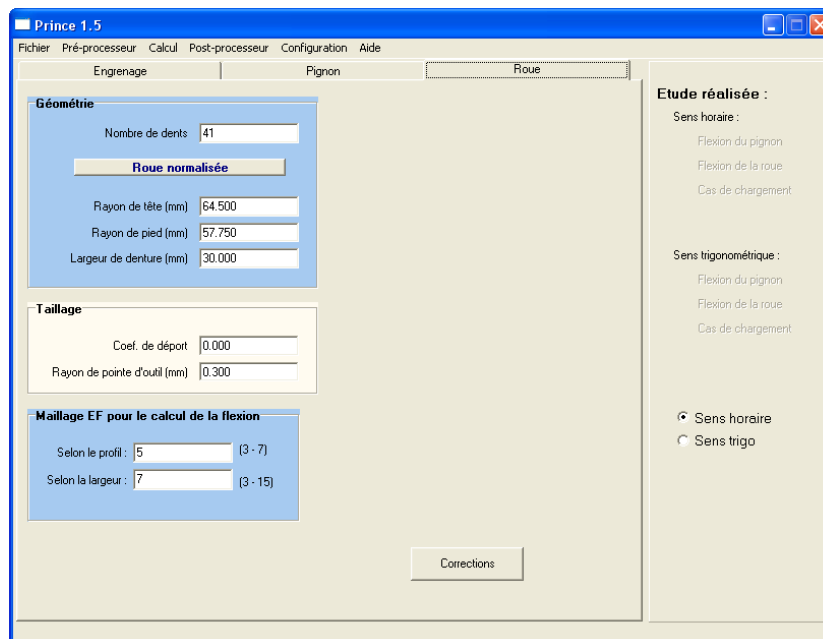 Prince 1.5
Fichier Pré-processeur Calcul Post-processeur Configuration Aide
Engrenage Pignon Roue
Géométrie
Nombre de dents 41
Roue normalisée
Rayon de tête (mm) 64.500
Rayon de pied (mm) 57.750
Largeur de denture (mm) 30.000
Taillage
Coef. de déport 0.000
Rayon de pointe d'outil (mm) 0.300
Maillage EF pour le calcul de la flexion
Selon le profil : 5 (3 - 7)
Selon la largeur : 7 (3 - 15)
Corrections
Etude réalisée :
Sens horaire :
Flexion du pignon
Flexion de la roue
Cas de chargement
Sens trigonométrique :
Flexion du pignon
Flexion de la roue
Cas de chargement
Sens horaire
Sens trigo